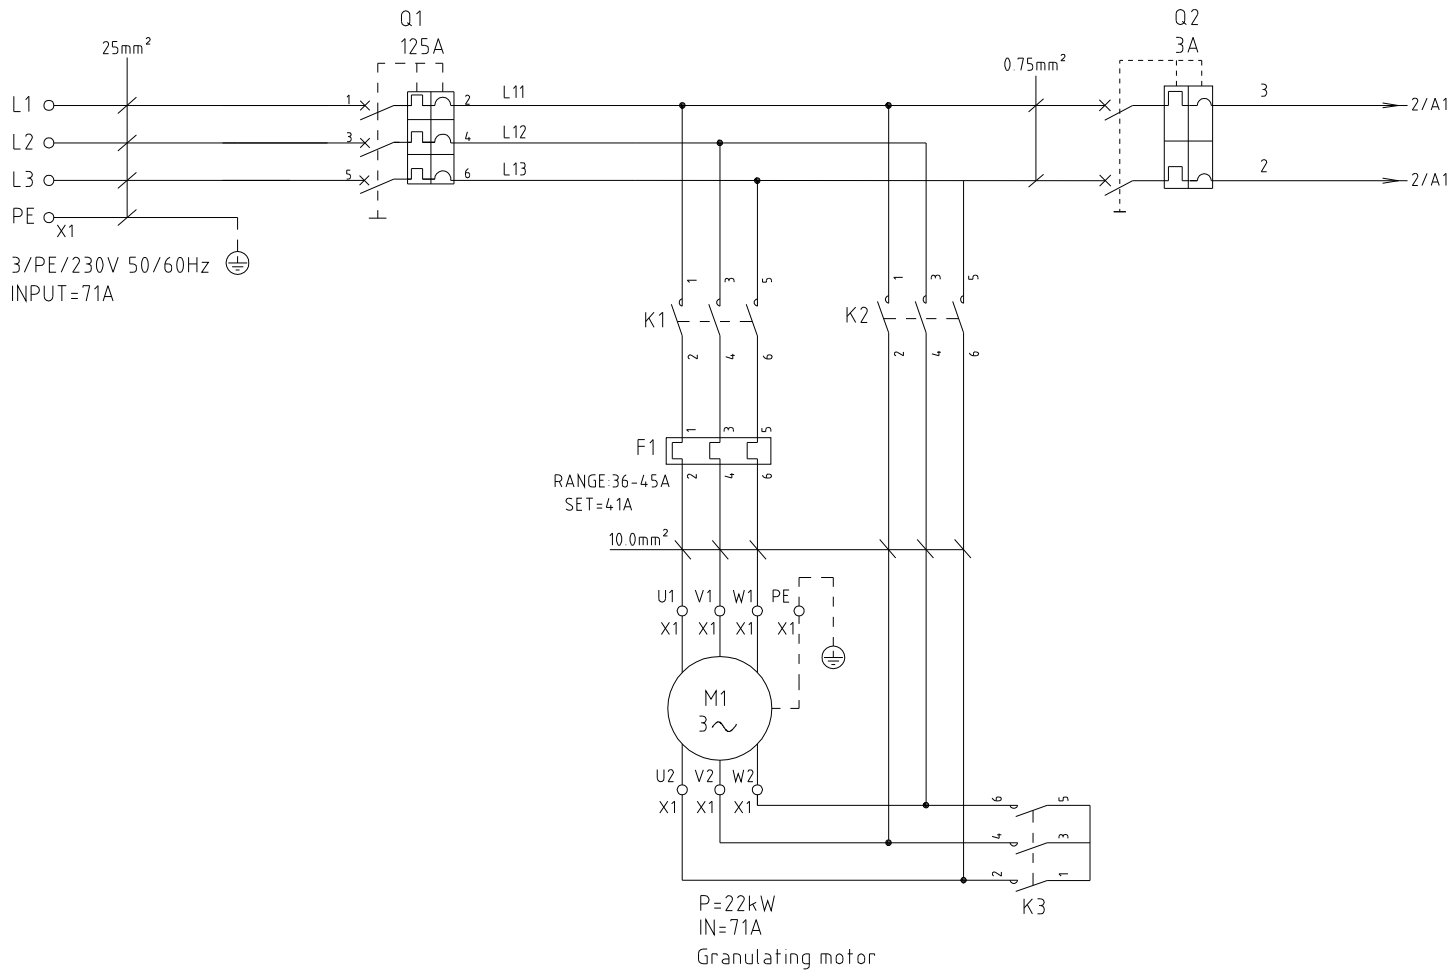 Q1
125A
25mm²
Q2
3A
0.75mm²
L1
1
2
L11
3
2/A1
L2
3
4
L12
L3
5
6
L13
2
2/A1
PE
X1
3/PE/230V 50/60Hz
INPUT=71A
1 3 5
1 3 5
K1
K2
2 4 6
2 4 6
1 3 5
F1
RANGE:36-45A
SET=41A
2 4 6
10.0mm²
U1 V1 W1 PE
X1 X1 X1 X1
M1
3
U2 V2 W2
X1 X1 X1
6 5
4 3
2 1
K3
P=22kW
IN=71A
Granulating motor